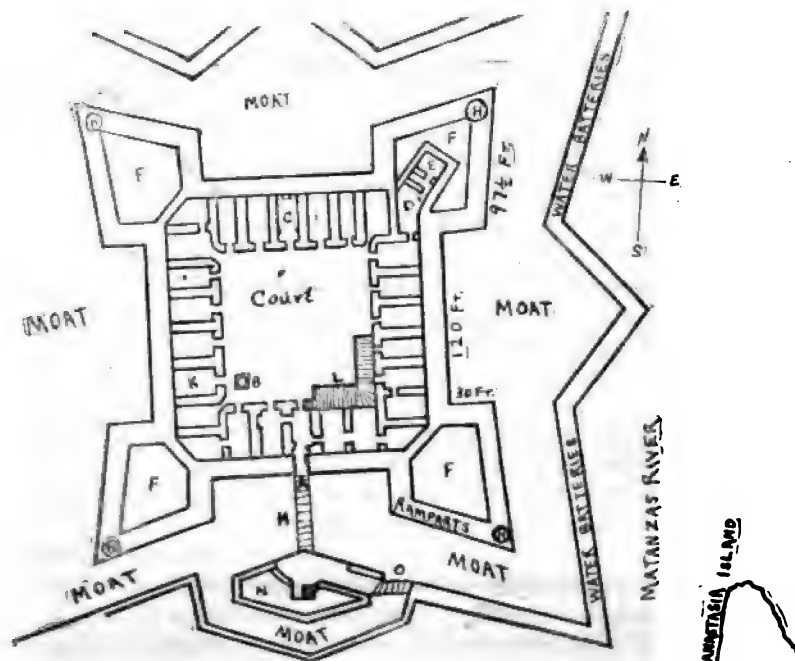 MOAT
F
H
F
E
D
97½ Ft.
WATER BATTERIES
N
W
E
S
C
Court
MOAT
MOAT
120 Ft.
K
B
L
30 Ft.
F
F
RAMPARTS
MOAT
MOAT
O
N
MOAT
WATER BATTERIES
MATANZAS RIVER
ANASTASIA ISLAND